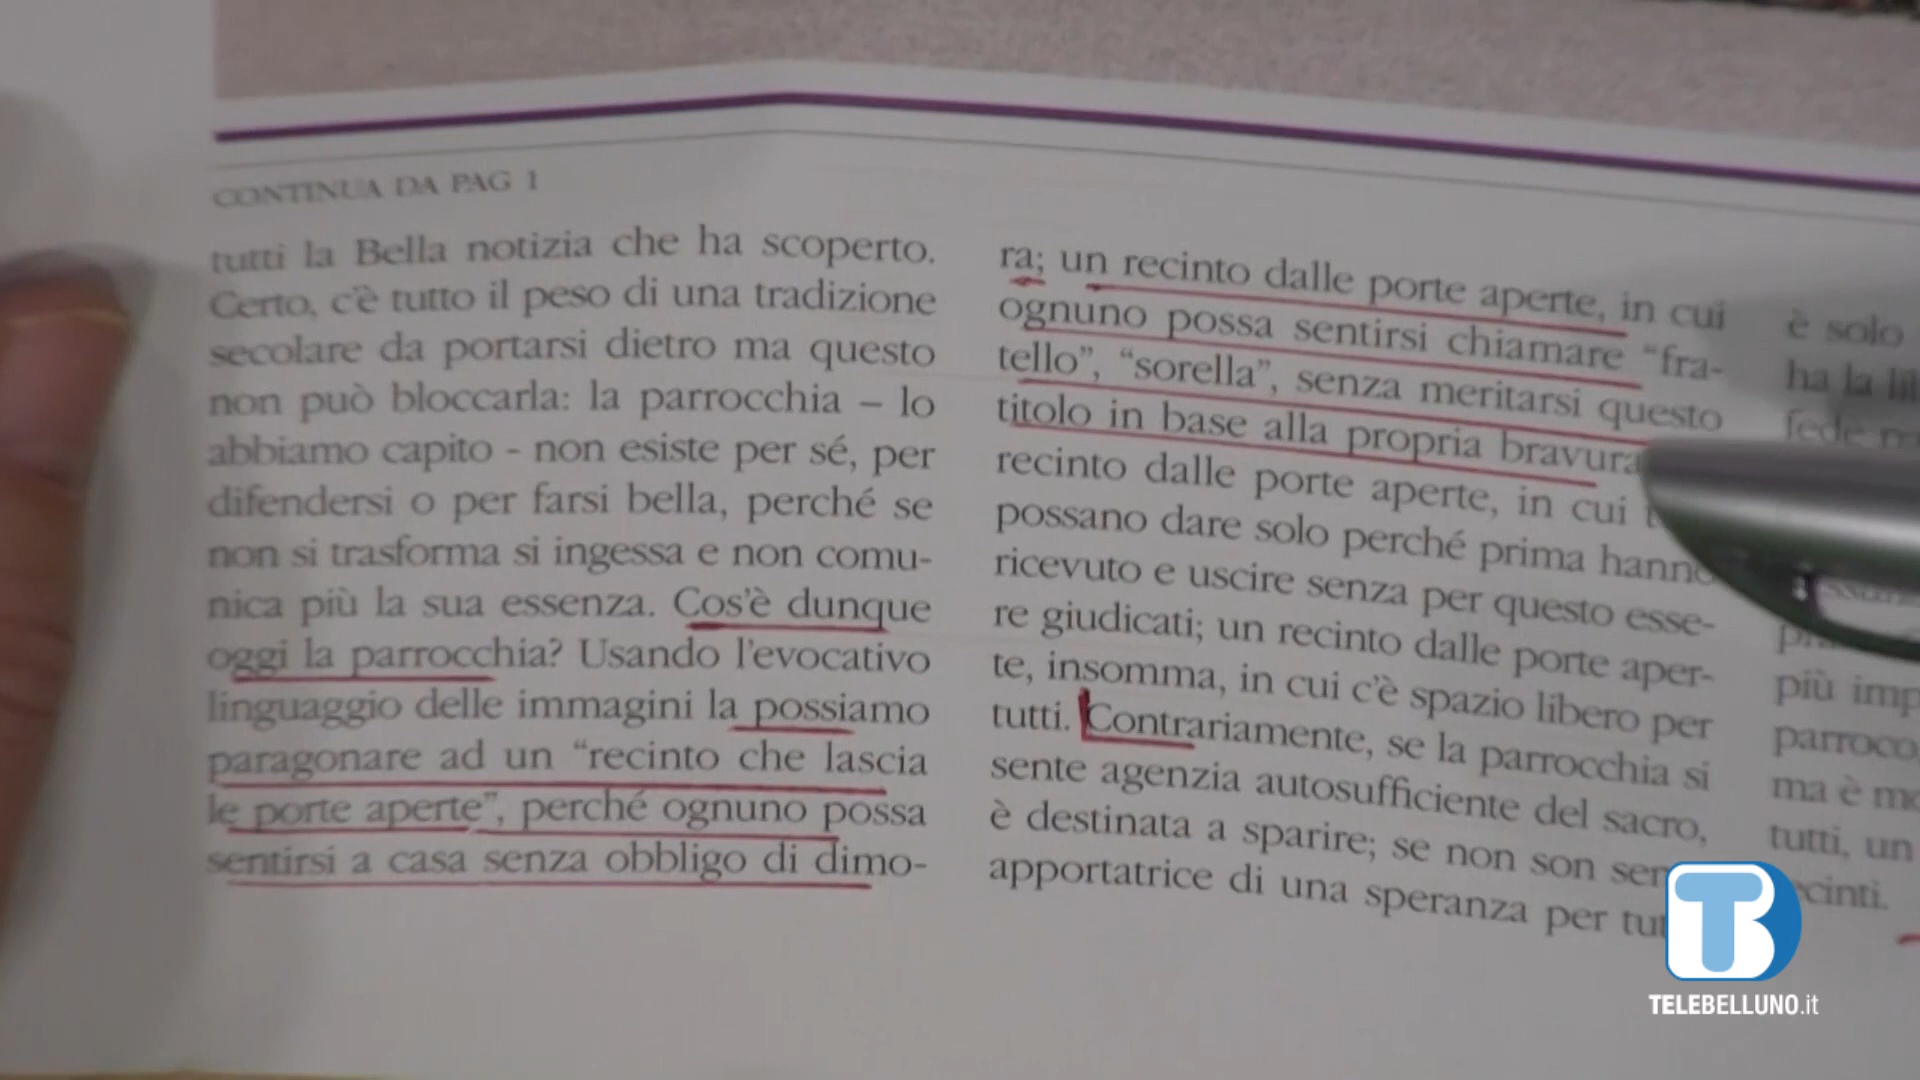 CONTINUA DA PAG 1
tutti la Bella notizia che ha scoperto.
Certo, c'è tutto il peso di una tradizione
secolare da portarsi dietro ma questo
non può bloccarla: la parrocchia – lo
abbiamo capito - non esiste per sé, per
difendersi o per farsi bella, perché se
non si trasforma si ingessa e non comu-
nica più la sua essenza. Cos'è dunque
oggi la parrocchia? Usando l'evocativo
linguaggio delle immagini la possiamo
paragonare ad un “recinto che lascia
le porte aperte”, perché ognuno possa
sentirsi a casa senza obbligo di dimo-
ra; un recinto dalle porte aperte, in cui
ognuno possa sentirsi chiamare “fra-
tello”, “sorella”, senza meritarsi questo
titolo in base alla propria bravura
recinto dalle porte aperte, in cui
possano dare solo perché prima hanno
ricevuto e uscire senza per questo esse-
re giudicati; un recinto dalle porte aper-
te, insomma, in cui c'è spazio libero per
tutti. Contrariamente, se la parrocchia si
sente agenzia autosufficiente del sacro,
è destinata a sparire; se non son
apportatrice di una speranza per
è solo
ha la
fede
più
parroco
ma è
tutti, un
TB
TELEBELLUNO.it